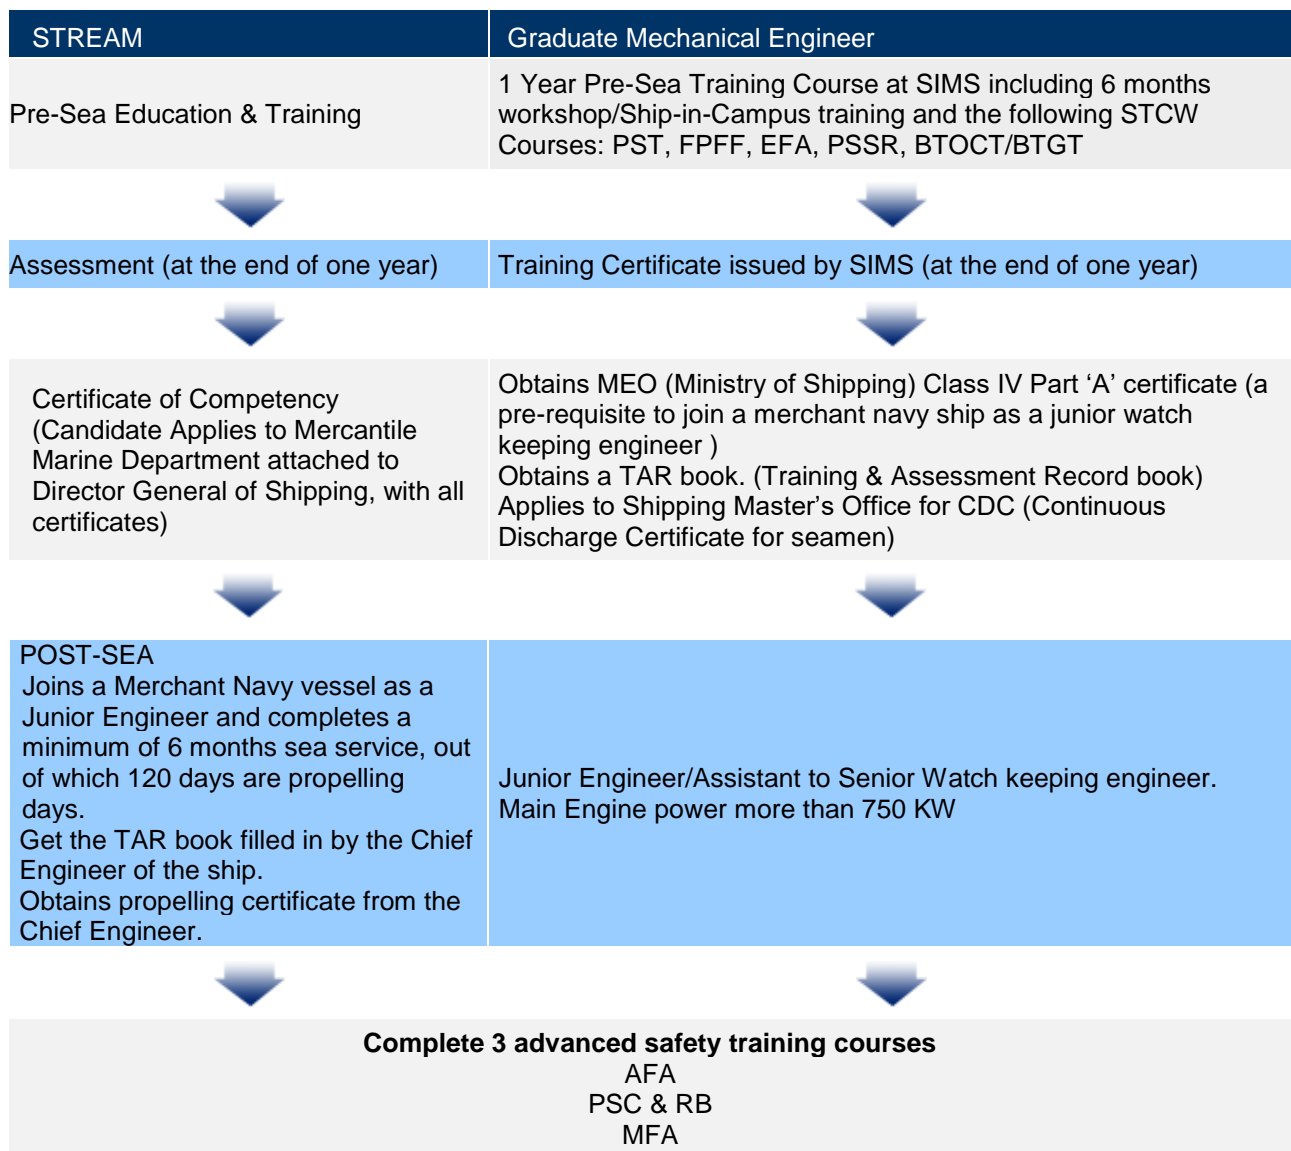 STREAM
Graduate Mechanical Engineer
Pre-Sea Education & Training
1 Year Pre-Sea Training Course at SIMS including 6 months
workshop/Ship-in-Campus training and the following STCW
Courses: PST, FPFF, EFA, PSSR, BTOCT/BTGT
Assessment (at the end of one year)
Training Certificate issued by SIMS (at the end of one year)
Certificate of Competency
(Candidate Applies to Mercantile
Marine Department attached to
Director General of Shipping, with all
certificates)
Obtains MEO (Ministry of Shipping) Class IV Part ‘A’ certificate (a
pre-requisite to join a merchant navy ship as a junior watch
keeping engineer )
Obtains a TAR book. (Training & Assessment Record book)
Applies to Shipping Master’s Office for CDC (Continuous
Discharge Certificate for seamen)
POST-SEA
Joins a Merchant Navy vessel as a
Junior Engineer and completes a
minimum of 6 months sea service, out
of which 120 days are propelling
days.
Get the TAR book filled in by the Chief
Engineer of the ship.
Obtains propelling certificate from the
Chief Engineer.
Junior Engineer/Assistant to Senior Watch keeping engineer.
Main Engine power more than 750 KW
Complete 3 advanced safety training courses
AFA
PSC & RB
MFA